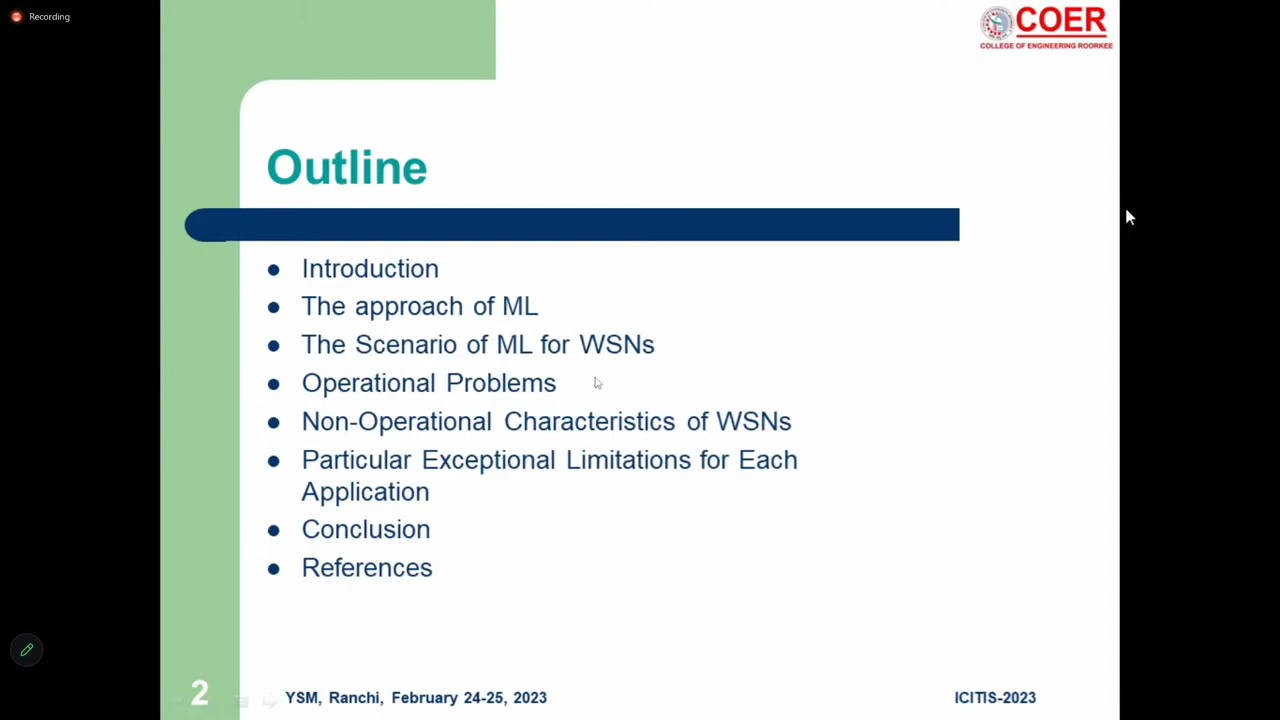 Recording
COER
COLLEGE OF ENGINEERING ROORKEE
Outline
Introduction
The approach of ML
The Scenario of ML for WSNs
Operational Problems
Non-Operational Characteristics of WSNs
Particular Exceptional Limitations for Each
Application
Conclusion
References
2
YSM, Ranchi, February 24-25, 2023
ICITIS-2023